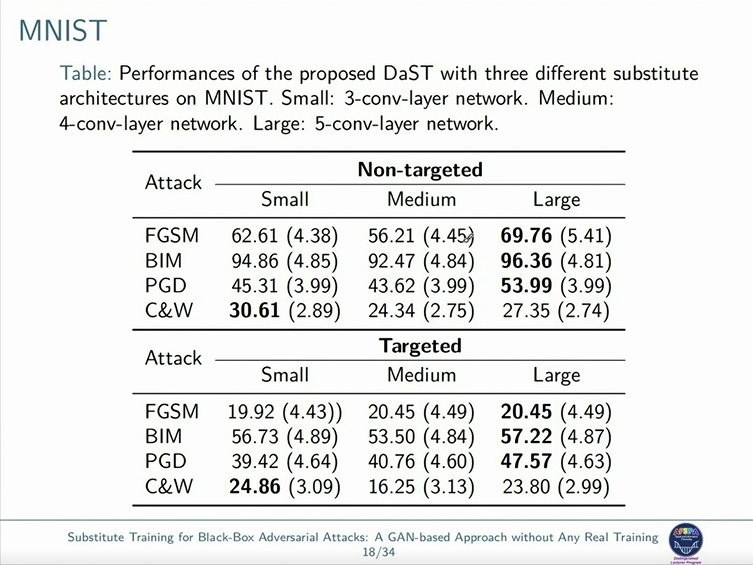 MNIST
Table: Performances of the proposed DaST with three different substitute
architectures on MNIST. Small: 3-conv-layer network. Medium:
4-conv-layer network. Large: 5-conv-layer network.
Attack Non-targeted
Small Medium Large
FGSM 62.61 (4.38) 56.21 (4.45) 69.76 (5.41)
BIM 94.86 (4.85) 92.47 (4.84) 96.36 (4.81)
PGD 45.31 (3.99) 43.62 (3.99) 53.99 (3.99)
C&W 30.61 (2.89) 24.34 (2.75) 27.35 (2.74)
Attack Targeted
Small Medium Large
FGSM 19.92 (4.43)) 20.45 (4.49) 20.45 (4.49)
BIM 56.73 (4.89) 53.50 (4.84) 57.22 (4.87)
PGD 39.42 (4.64) 40.76 (4.60) 47.57 (4.63)
C&W 24.86 (3.09) 16.25 (3.13) 23.80 (2.99)
Substitute Training for Black-Box Adversarial Attacks: A GAN-based Approach without Any Real Training
18/34
APSIPA
Distinguished
Lecturer Program